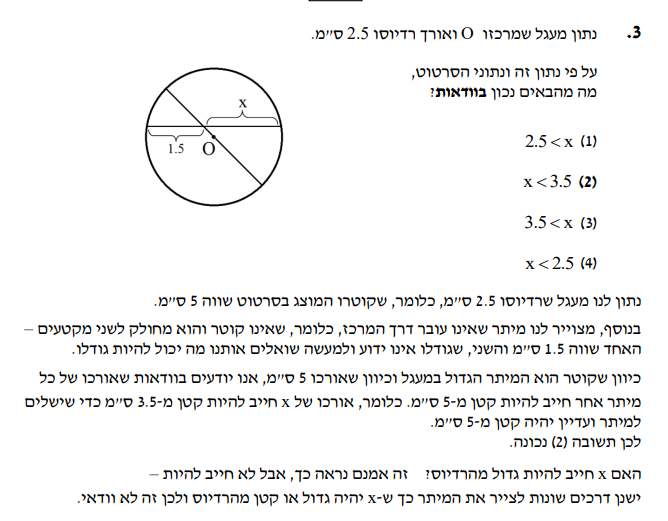 3. נתון מעגל שמרכזו O ואורך רדיוסו 2.5 ס״מ.
על פי נתון זה ונתוני הסרטוט,
מה מהבאים נכון בוודאות?
x
1.5
O
(1) 2.5 < x
(2) x < 3.5
(3) 3.5 < x
(4) x < 2.5
נתון לנו מעגל שרדיוסו 2.5 ס״מ, כלומר, שקוטרו המוצג בסרטוט שווה 5 ס״מ.
בנוסף, מצוייר לנו מיתר שאינו עובר דרך המרכז, כלומר, שאינו קוטר והוא מחולק לשני מקטעים –
האחד שווה 1.5 ס״מ והשני, שגודלו אינו ידוע ולמעשה שואלים אותנו מה יכול להיות גודלו.
כיוון שקוטר הוא המיתר הגדול במעגל וכיוון שאורכו 5 ס״מ, אנו יודעים בוודאות שאורכו של כל
מיתר אחר חייב להיות קטן מ-5 ס״מ. כלומר, אורכו של x חייב להיות קטן מ-3.5 ס״מ כדי שישלים
למיתר ועדיין יהיה קטן מ-5 ס״מ.
לכן תשובה (2) נכונה.
האם x חייב להיות גדול מהרדיוס? זה אמנם נראה כך, אבל לא חייב להיות –
ישנן דרכים שונות לצייר את המיתר כך ש-x יהיה גדול או קטן מהרדיוס ולכן זה לא וודאי.